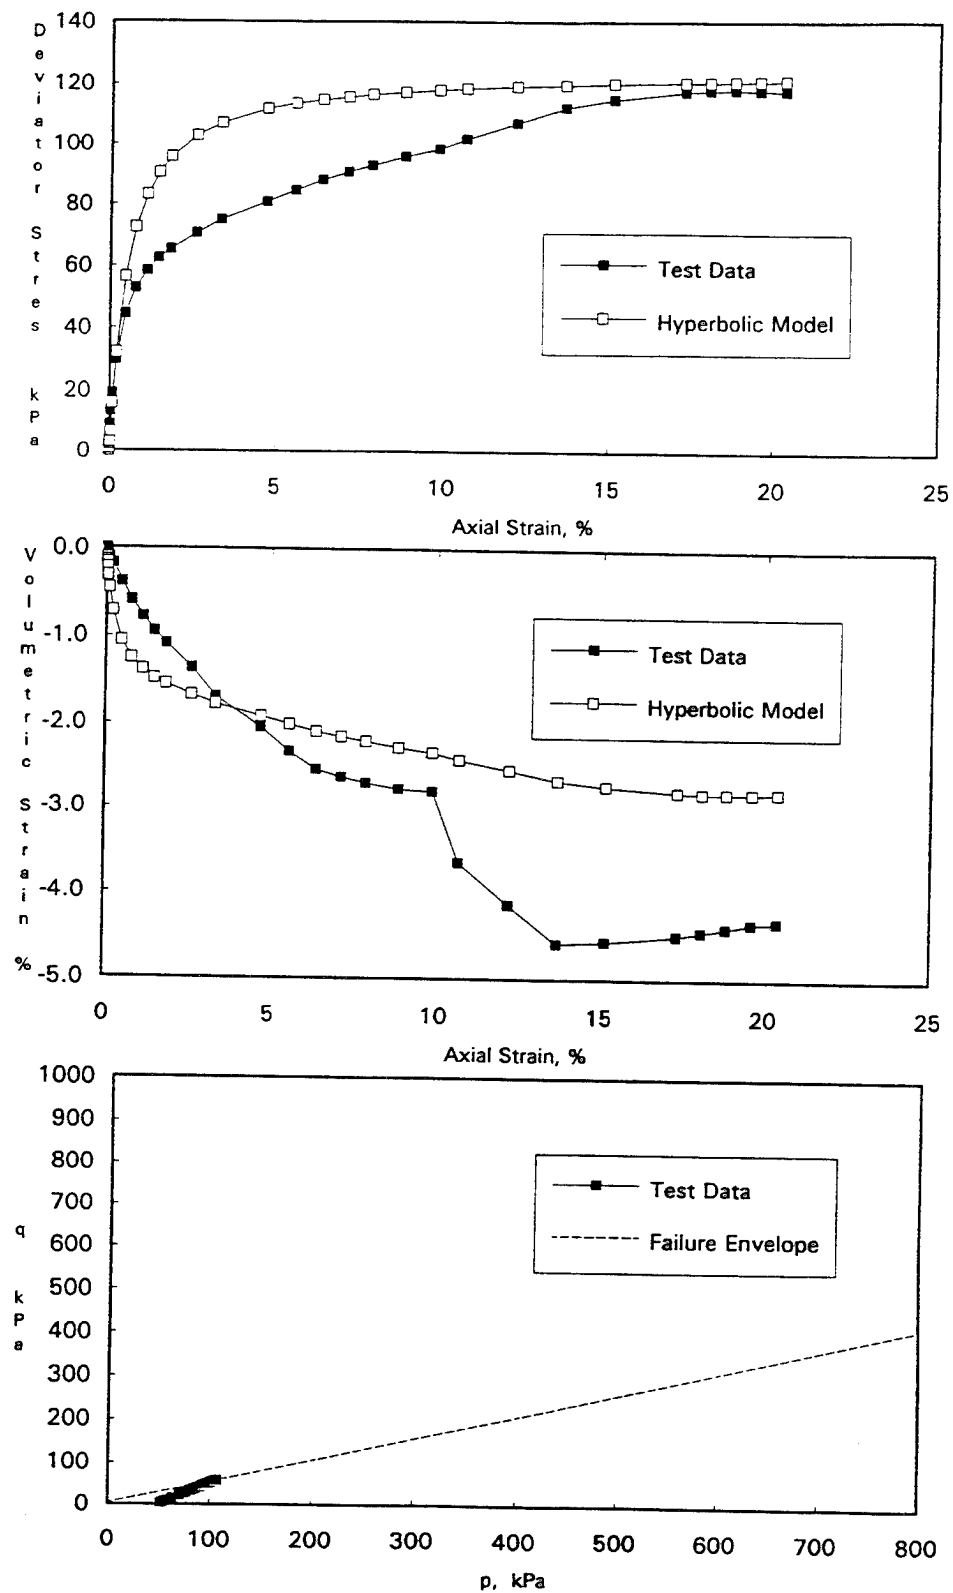 Deviator Stres kPa
140
120
100
80
60
40
20
0
Test Data
Hyperbolic Model
0 5 10 15 20 25
Axial Strain, %
Volumetric Strain %
0.0
-1.0
-2.0
-3.0
-4.0
-5.0
Test Data
Hyperbolic Model
0 5 10 15 20 25
Axial Strain, %
q kPa
1000
900
800
700
600
500
400
300
200
100
0
Test Data
Failure Envelope
0 100 200 300 400 500 600 700 800
p, kPa